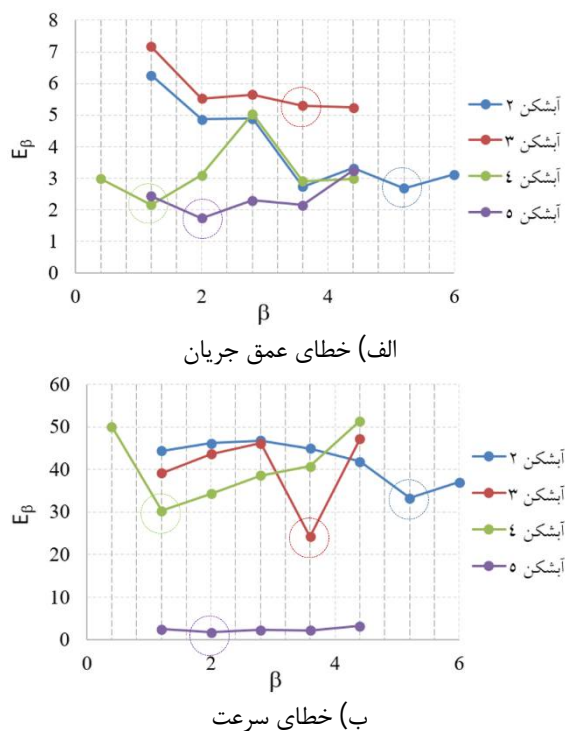 8
7
6
5
4
3
2
1
0
E_β
0 2 4 6
β
آبشکن ۲
آبشکن ۳
آبشکن ٤
آبشکن ٥
الف) خطای عمق جریان
60
50
40
30
20
10
0
E_β
0 2 4 6
β
آبشکن ۲
آبشکن ۳
آبشکن ٤
آبشکن ٥
ب) خطای سرعت